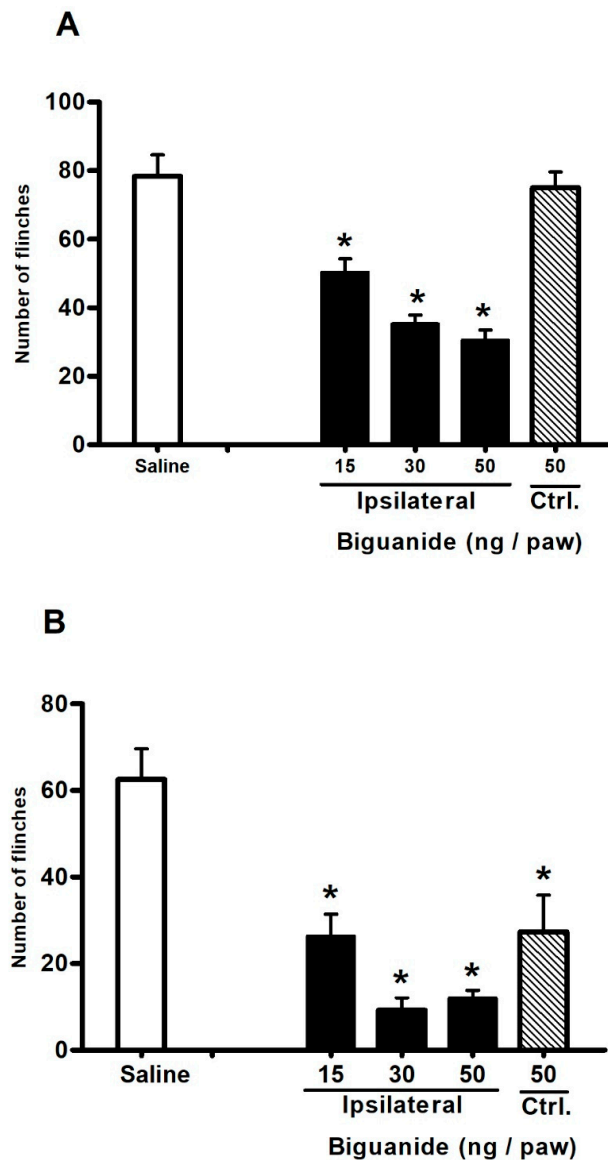 A
100
80
60
40
20
0
Number of flinches
*
*
*
Saline
15 30 50 50
Ipsilateral Ctrl.
Biguanide (ng / paw)
B
80
60
40
20
0
Number of flinches
*
*
*
*
Saline
15 30 50 50
Ipsilateral Ctrl.
Biguanide (ng / paw)